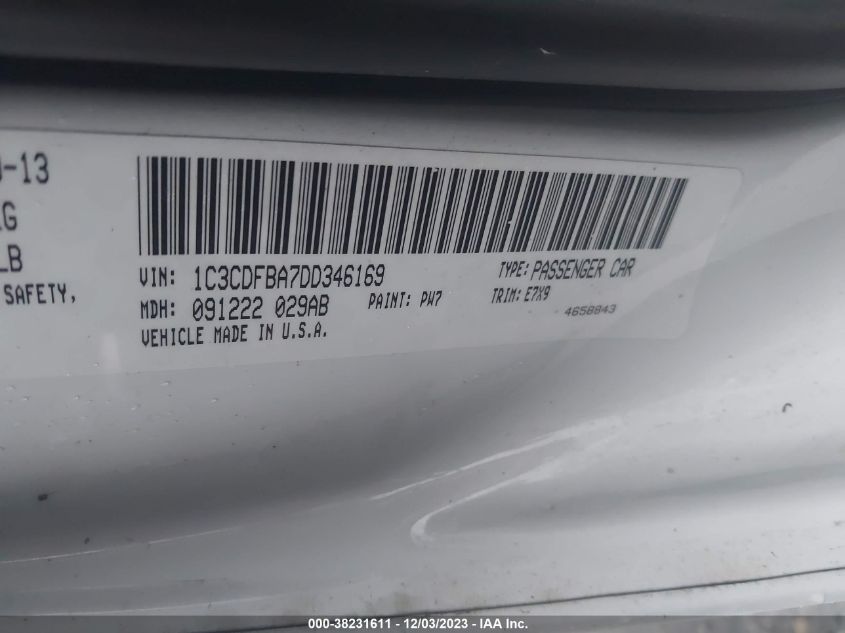 -13
G
LB
SAFETY,
VIN: 1C3CDFBA7DD346169
TYPE: PASSENGER CAR
MDH: 091222 029AB
PAINT: PW7
TRIM: E7X9
4658843
VEHICLE MADE IN U.S.A.
000-38231611 - 12/03/2023 - IAA Inc.